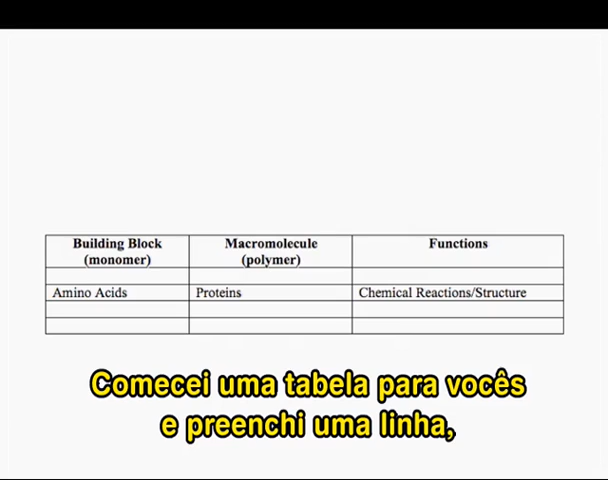 Building Block Macromolecule Functions
(monomer) (polymer)
Amino Acids Proteins Chemical Reactions/Structure
Comecei uma tabela para vocês
e preenchi uma linha,